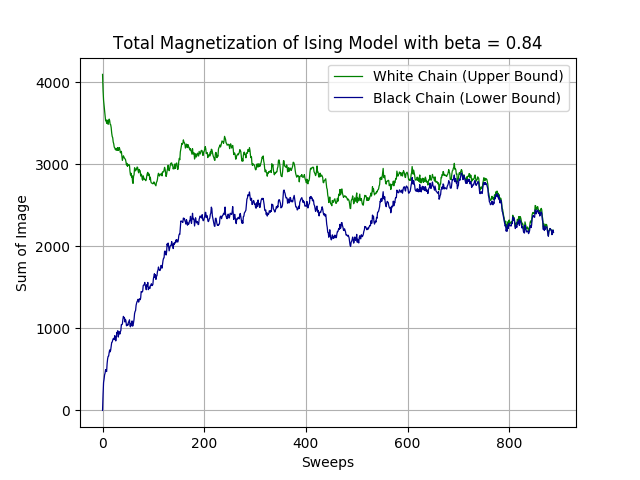 Total Magnetization of Ising Model with beta = 0.84
White Chain (Upper Bound)
Black Chain (Lower Bound)
Sum of Image
4000
3000
2000
1000
0
0 200 400 600 800
Sweeps